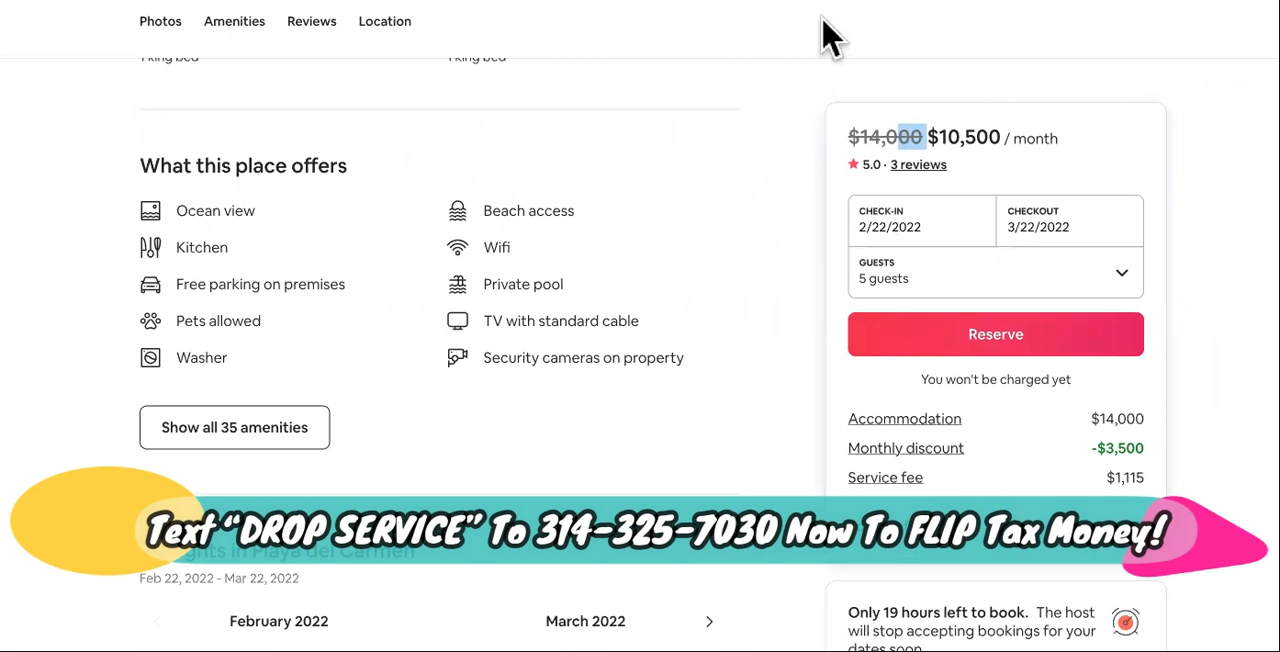 Photos Amenities Reviews Location
1 king bed 1 king bed
What this place offers
Ocean view
Beach access
Kitchen
Wifi
Free parking on premises
Private pool
Pets allowed
TV with standard cable
Washer
Security cameras on property
Show all 35 amenities
$14,000 $10,500 / month
5.0 · 3 reviews
CHECK-IN
2/22/2022
CHECKOUT
3/22/2022
GUESTS
5 guests
Reserve
You won't be charged yet
Accommodation $14,000
Monthly discount -$3,500
Service fee $1,115
Text “DROP SERVICE” To 314-325-7030 Now To FLIP Tax Money!
in Playa del Carmen
Feb 22, 2022 - Mar 22, 2022
February 2022 March 2022
Only 19 hours left to book. The host
will stop accepting bookings for your
dates soon.